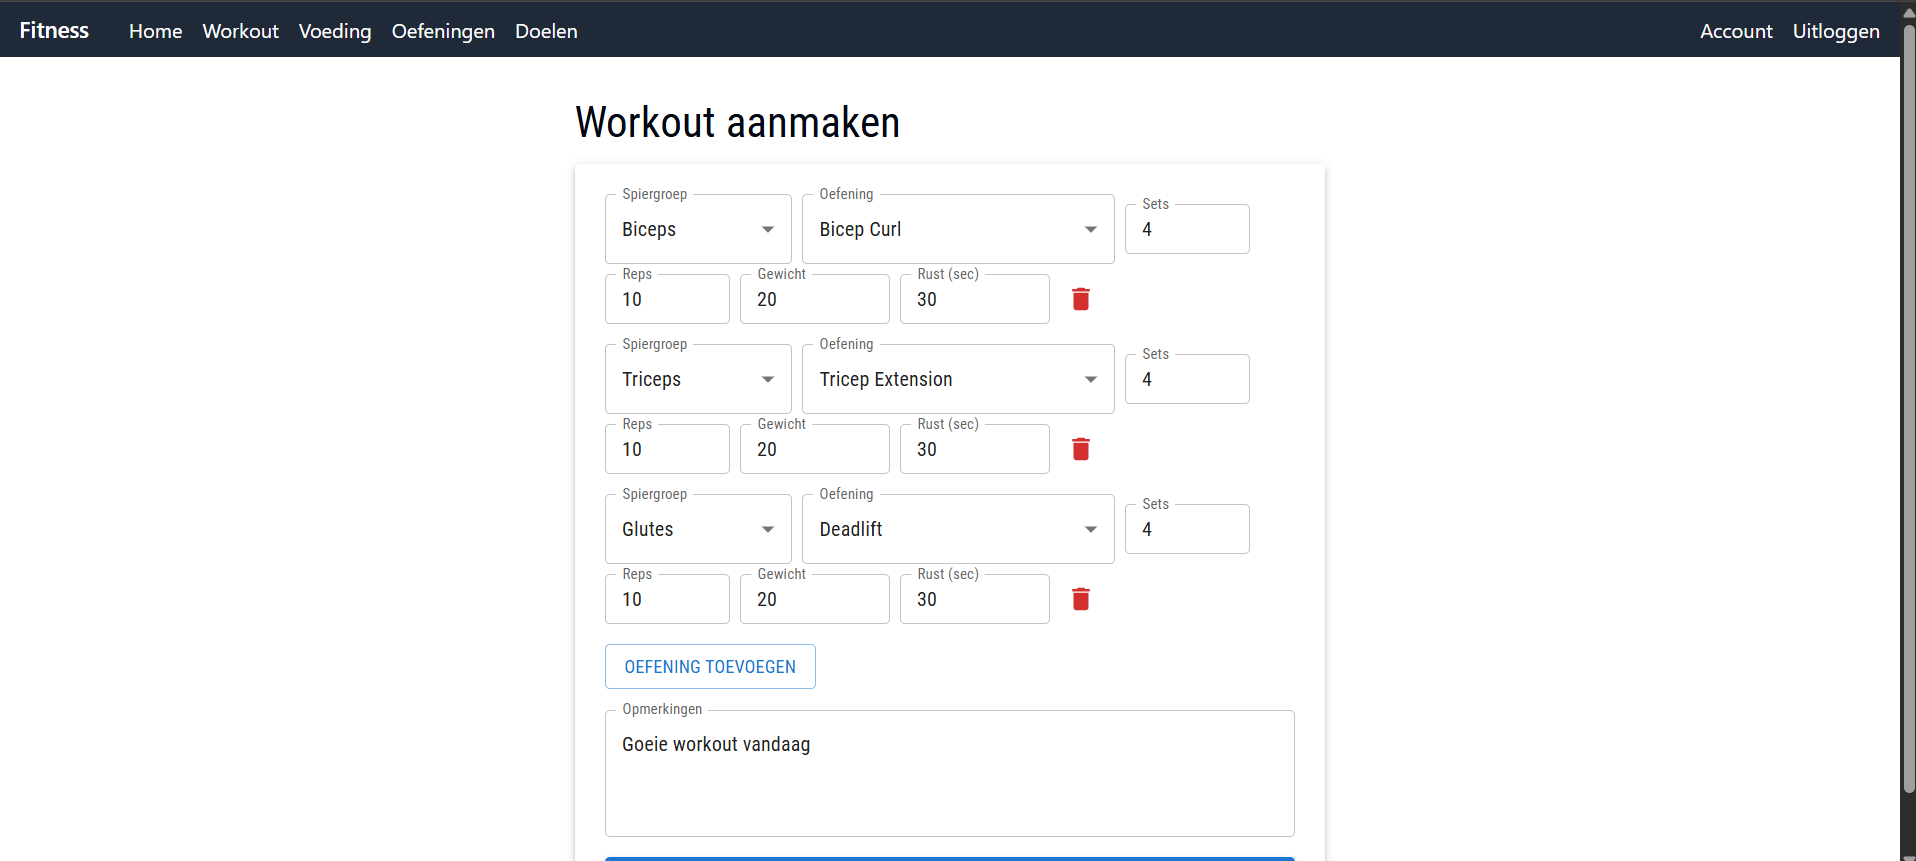 Fitness Home Workout Voeding Oefeningen Doelen Account Uitloggen
Workout aanmaken
Spiergroep Oefening Sets
Biceps Bicep Curl 4
Reps Gewicht Rust (sec)
10 20 30
Spiergroep Oefening Sets
Triceps Tricep Extension 4
Reps Gewicht Rust (sec)
10 20 30
Spiergroep Oefening Sets
Glutes Deadlift 4
Reps Gewicht Rust (sec)
10 20 30
OEFENING TOEVOEGEN
Opmerkingen
Goeie workout vandaag